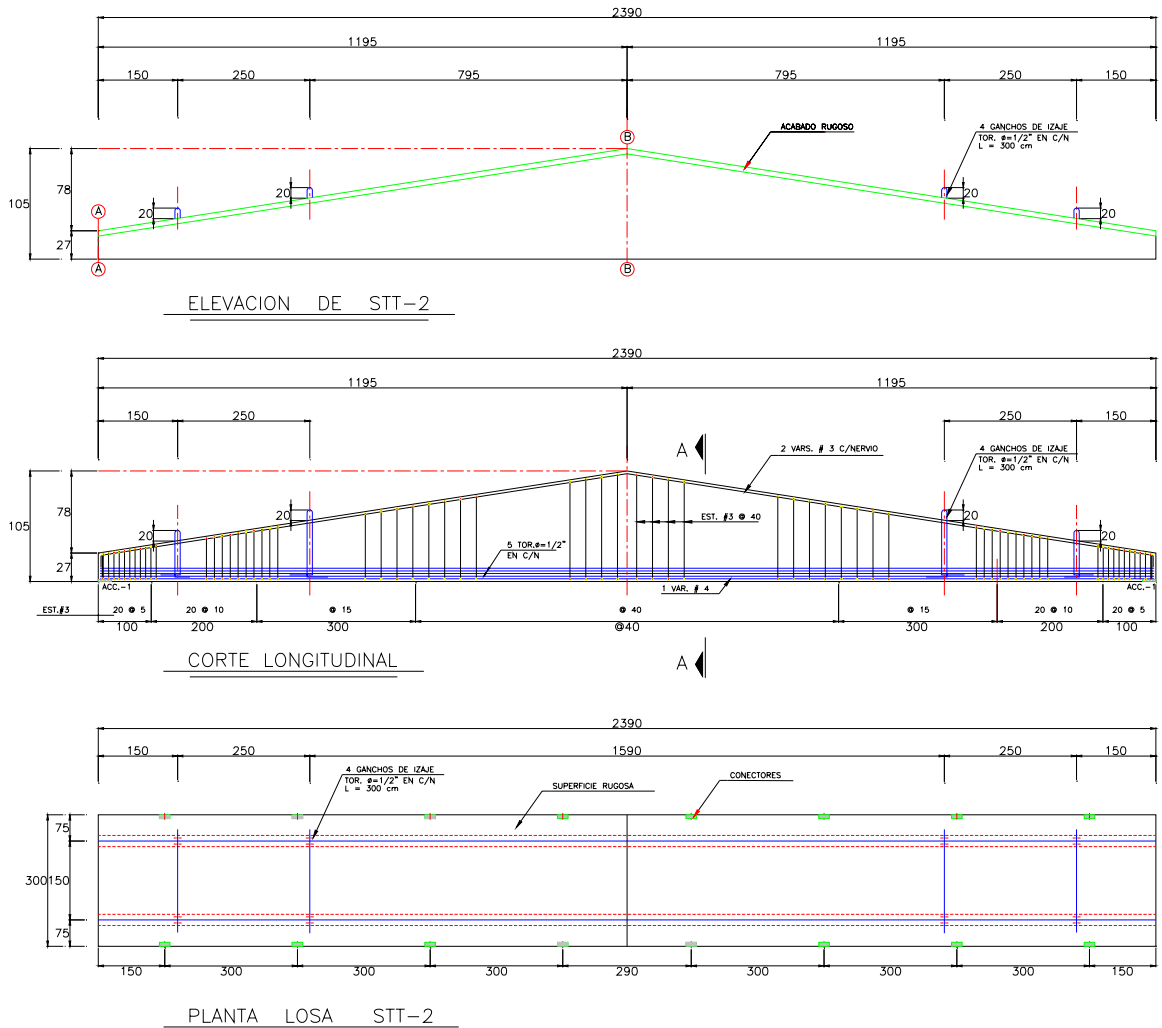 2390
1195 1195
150 250 795 795 250 150
ACABADO RUGOSO
4 GANCHOS DE IZAJE
TOR. ø=1/2" EN C/N
L = 300 cm
B
105 78 20 20 20 20
A
27
A B
ELEVACION DE STT-2
2390
1195 1195
150 250 250 150
A
2 VARS. # 3 C/NERVIO
4 GANCHOS DE IZAJE
TOR. ø=1/2" EN C/N
L = 300 cm
105 78 20 20 20 20
EST. #3 @ 40
5 TOR.ø=1/2"
EN C/N
27
ACC.-1 1 VAR. # 4 ACC.-1
EST.#3 20 @ 5 20 @ 10 @ 15 @ 40 @ 15 20 @ 10 20 @ 5
100 200 300 @40 300 200 100
CORTE LONGITUDINAL
A
2390
150 250 1590 250 150
4 GANCHOS DE IZAJE
TOR. ø=1/2" EN C/N
L = 300 cm
SUPERFICIE RUGOSA
CONECTORES
75
300 150
75
150 300 300 300 290 300 300 300 150
PLANTA LOSA STT-2